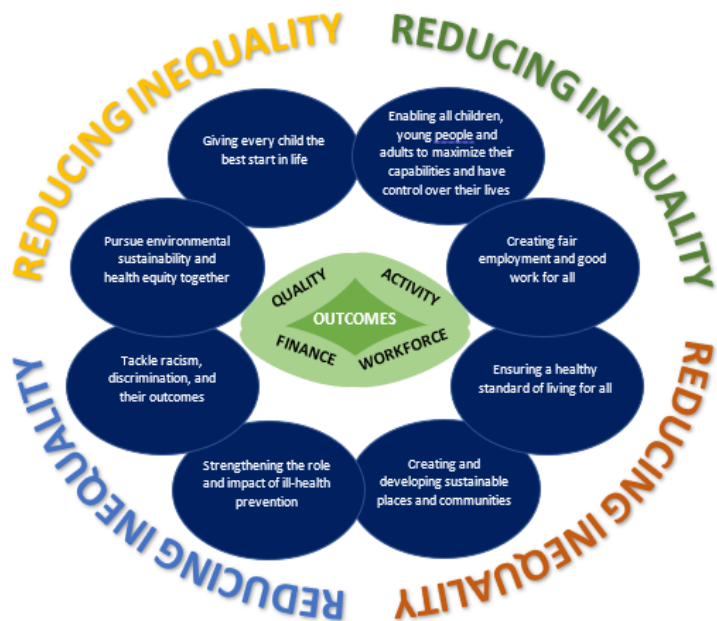 REDUCING INEQUALITY
REDUCING INEQUALITY
Giving every child the
best start in life
Enabling all children,
young people and
adults to maximize their
capabilities and have
control over their lives
Pursue environmental
sustainability and
health equity together
Creating fair
employment and good
work for all
QUALITY
ACTIVITY
OUTCOMES
FINANCE
WORKFORCE
Tackle racism,
discrimination, and
their outcomes
Ensuring a healthy
standard of living for all
Strengthening the role
and impact of ill-health
prevention
Creating and
developing sustainable
places and communities
REDUCING INEQUALITY
REDUCING INEQUALITY